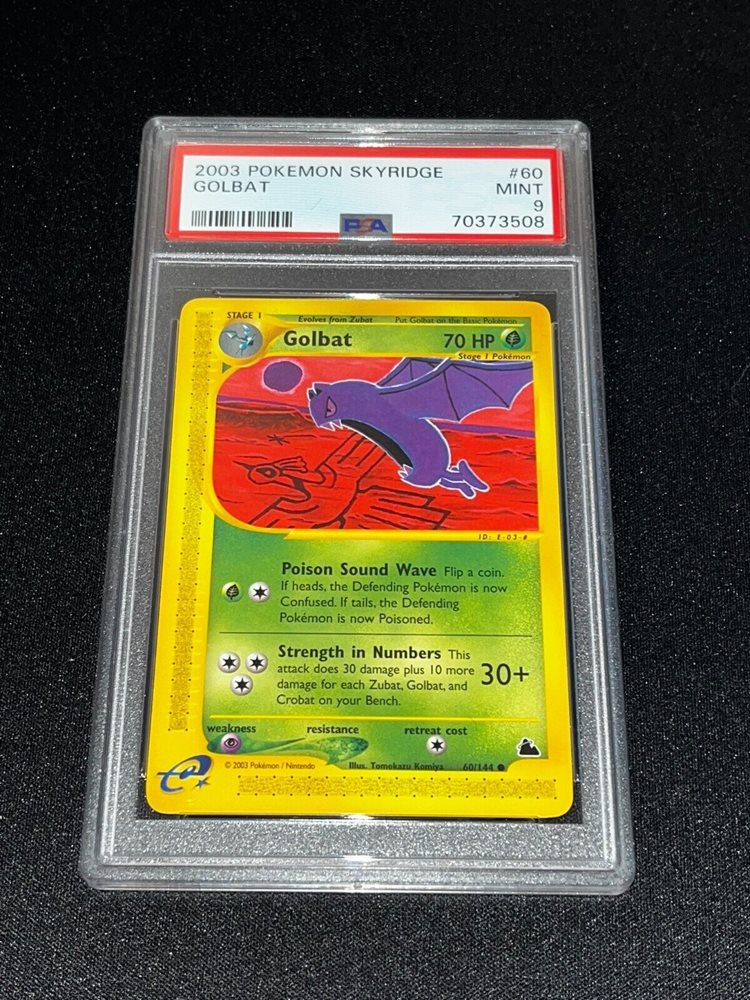 2003 POKEMON SKYRIDGE #60
GOLBAT MINT
9
PSA 70373508
STAGE 1 Evolves from Zubat Put Golbat on the Basic Pokémon
Golbat 70 HP
Stage 1 Pokémon
ID: E-03-#
Poison Sound Wave Flip a coin.
If heads, the Defending Pokémon is now
Confused. If tails, the Defending
Pokémon is now Poisoned.
Strength in Numbers This
attack does 30 damage plus 10 more
damage for each Zubat, Golbat, and
Crobat on your Bench.
30+
weakness resistance retreat cost
e
© 2003 Pokémon / Nintendo Illus. Tomokazu Komiya 60/144